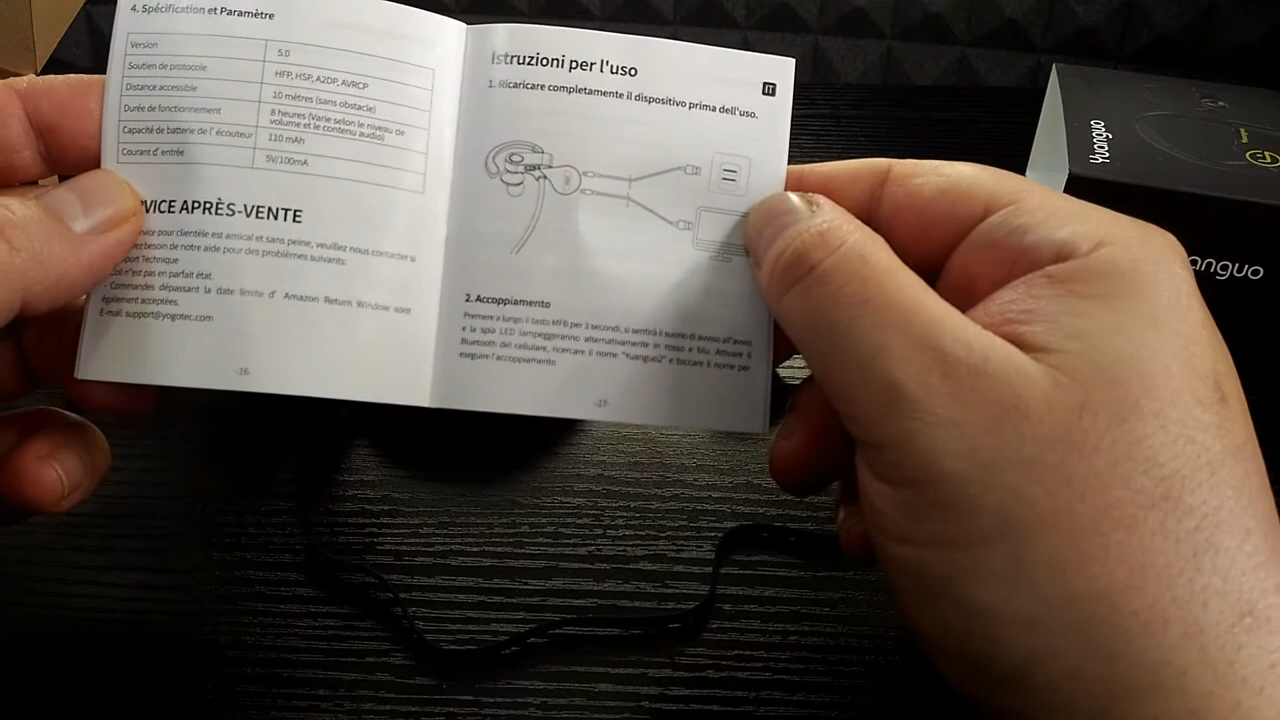 4. Spécification et Paramètre
Version 5.0
Soutien de protocole HFP, HSP, A2DP, AVRCP
Distance accessible 10 mètres (sans obstacle)
Durée de fonctionnement 8 heures (Varie selon le niveau de
volume et le contenu audio)
Capacité de batterie de l' écouteur 110 mAh
Courant d' entrée 5V/100mA
VICE APRÈS-VENTE
vice pour clientèle est amical et sans peine, veuillez nous contacter si
ez besoin de notre aide pour des problèmes suivants:
port Technique
n'est pas en parfait état.
- Commandes dépassant la date limite d' Amazon Return Window sont
également acceptées.
E-mail: support@yogotec.com
-16-
Istruzioni per l'uso
IT
1. Ricaricare completamente il dispositivo prima dell'uso.
2. Accoppiamento
Premere a lungo il tasto MFB per 3 secondi, si sentirà il suono di avviso all'avvio
e la spia LED lampeggeranno alternativamente in rosso e blu. Attivare il
Bluetooth del cellulare, ricercare il nome "Yuanguo2" e toccare il nome per
eseguire l'accoppiamento
-17-
Yuanguo
anguo